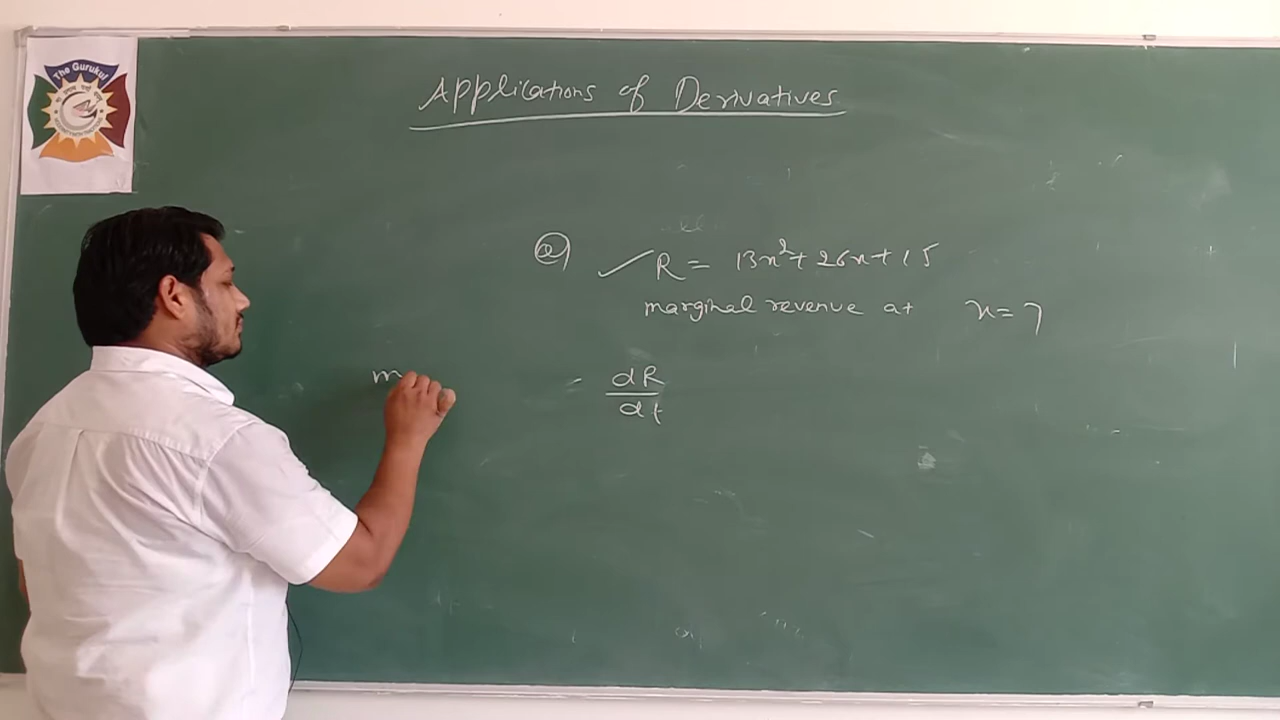 The Gurukul
Applications of Derivatives
Q R = 13x²+ 26x+15
marginal revenue at x=7
m = dR
dt